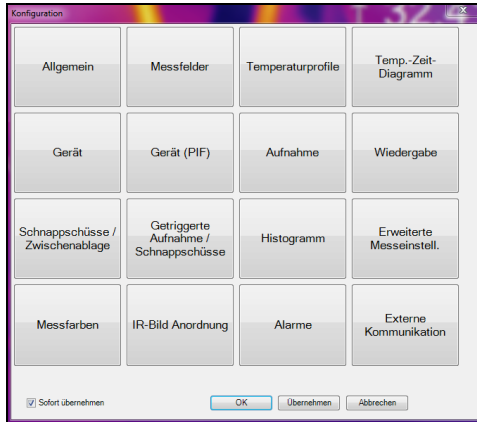 Konfiguration
Allgemein
Messfelder
Temperaturprofile
Temp.-Zeit-
Diagramm
Gerät
Gerät (PIF)
Aufnahme
Wiedergabe
Schnappschüsse /
Zwischenablage
Getriggerte
Aufnahme /
Schnappschüsse
Histogramm
Erweiterte
Messeinstell.
Messfarben
IR-Bild Anordnung
Alarme
Externe
Kommunikation
Sofort übernehmen
OK
Übernehmen
Abbrechen